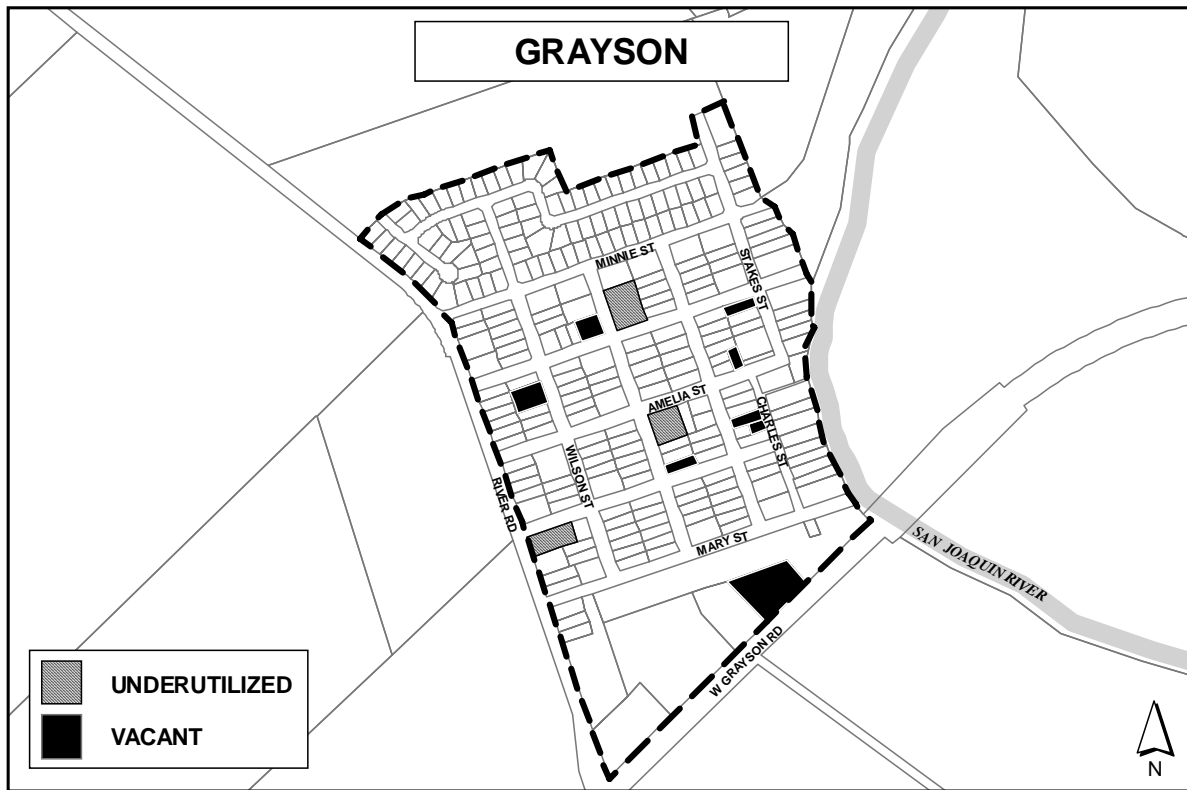 GRAYSON
MINNIE ST
STAKES ST
AMELIA ST
CHARLES ST
WILSON ST
RIVER RD
MARY ST
SAN JOAQUIN RIVER
W GRAYSON RD
UNDERUTILIZED
VACANT
N